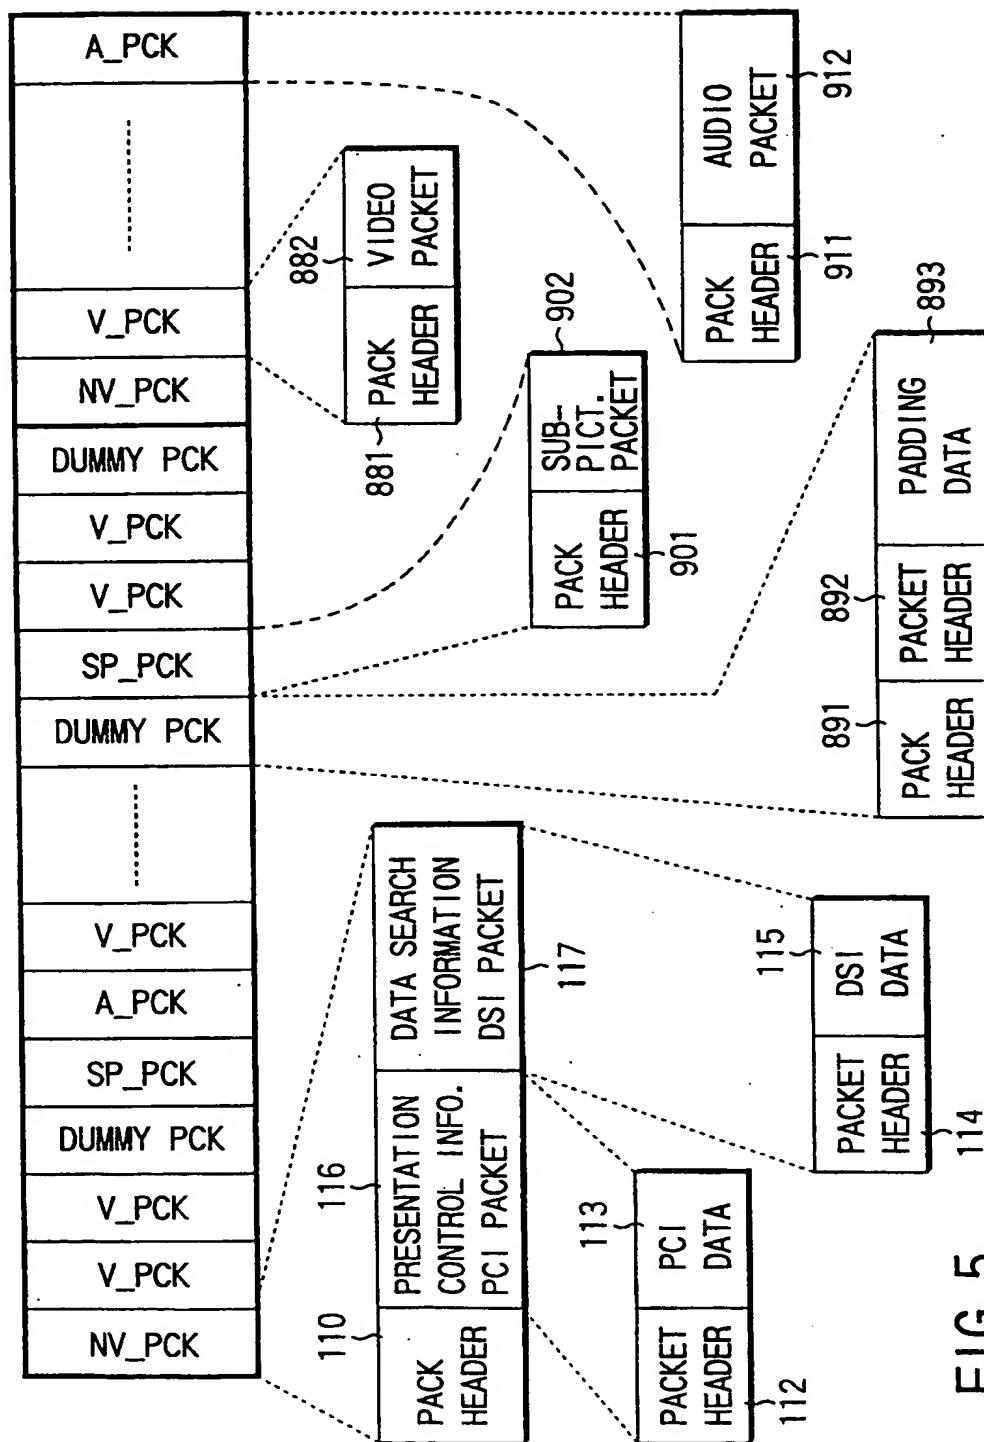 NV_PCK
V_PCK
V_PCK
DUMMY PCK
SP_PCK
A_PCK
V_PCK
DUMMY PCK
SP_PCK
V_PCK
V_PCK
DUMMY PCK
NV_PCK
V_PCK
A_PCK
110
116
PACK
HEADER
PRESENTATION
CONTROL INFO.
PCI PACKET
DATA SEARCH
INFORMATION
DSI PACKET
117
881
882
PACK
HEADER
VIDEO
PACKET
PACK
HEADER
SUB-
PICT.
PACKET
901
902
113
PACKET
HEADER
PCI
DATA
112
PACK
HEADER
AUDIO
PACKET
911
912
115
PACKET
HEADER
DSI
DATA
114
891
892
893
PACK
HEADER
PACKET
HEADER
PADDING
DATA
FIG. 5